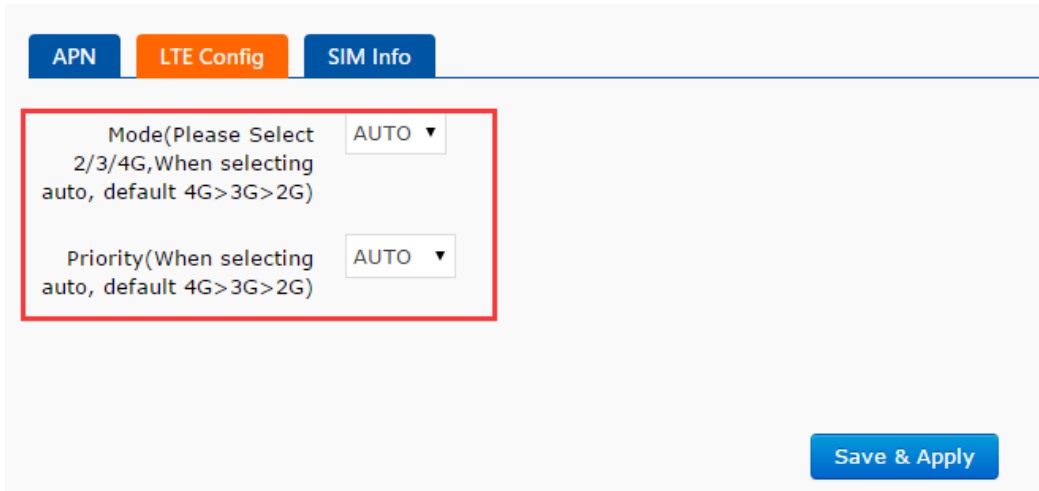 APN LTE Config SIM Info
Mode(Please Select AUTO
2/3/4G,When selecting
auto, default 4G>3G>2G)
Priority(When selecting AUTO
auto, default 4G>3G>2G)
Save & Apply